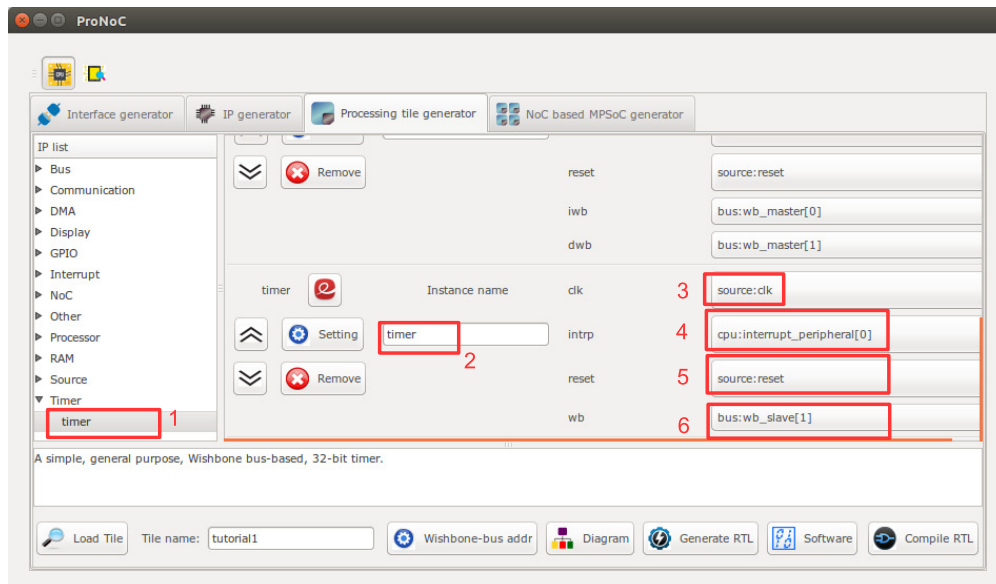 ProNoC
Interface generator
IP generator
Processing tile generator
NoC based MPSoC generator
IP list
Bus
Communication
DMA
Display
GPIO
Interrupt
NoC
Other
Processor
RAM
Source
Timer
timer
1
Remove
reset
source:reset
iwb
bus:wb_master[0]
dwb
bus:wb_master[1]
timer
Instance name
clk
3
source:clk
Setting
timer
2
intrp
4
cpu:interrupt_peripheral[0]
Remove
reset
5
source:reset
wb
6
bus:wb_slave[1]
A simple, general purpose, Wishbone bus-based, 32-bit timer.
Load Tile
Tile name:
tutorial1
Wishbone-bus addr
Diagram
Generate RTL
Software
Compile RTL